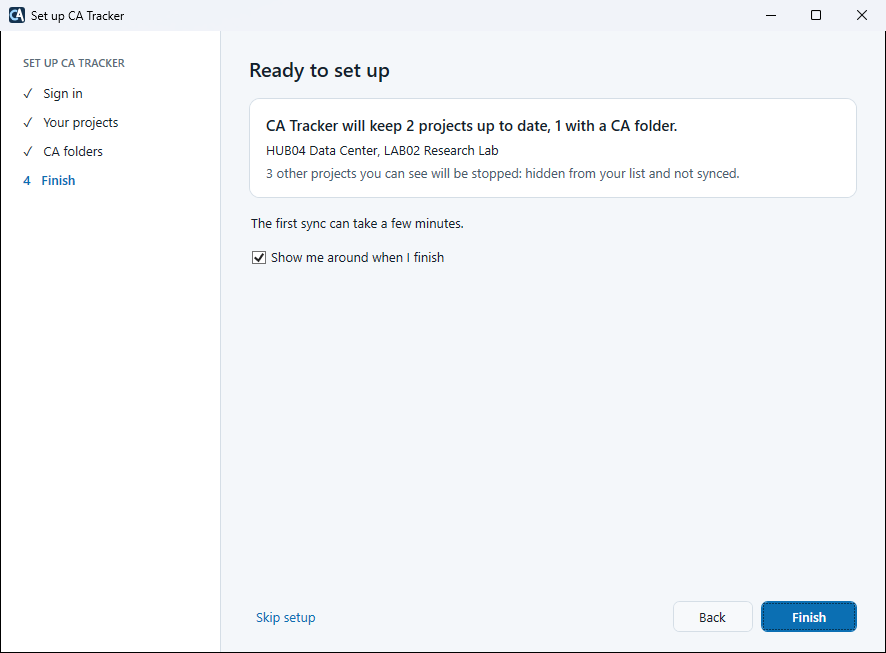 CA Set up CA Tracker
SET UP CA TRACKER
✓ Sign in
✓ Your projects
✓ CA folders
4 Finish
Ready to set up
CA Tracker will keep 2 projects up to date, 1 with a CA folder.
HUB04 Data Center, LAB02 Research Lab
3 other projects you can see will be stopped: hidden from your list and not synced.
The first sync can take a few minutes.
Show me around when I finish
Skip setup
Back
Finish